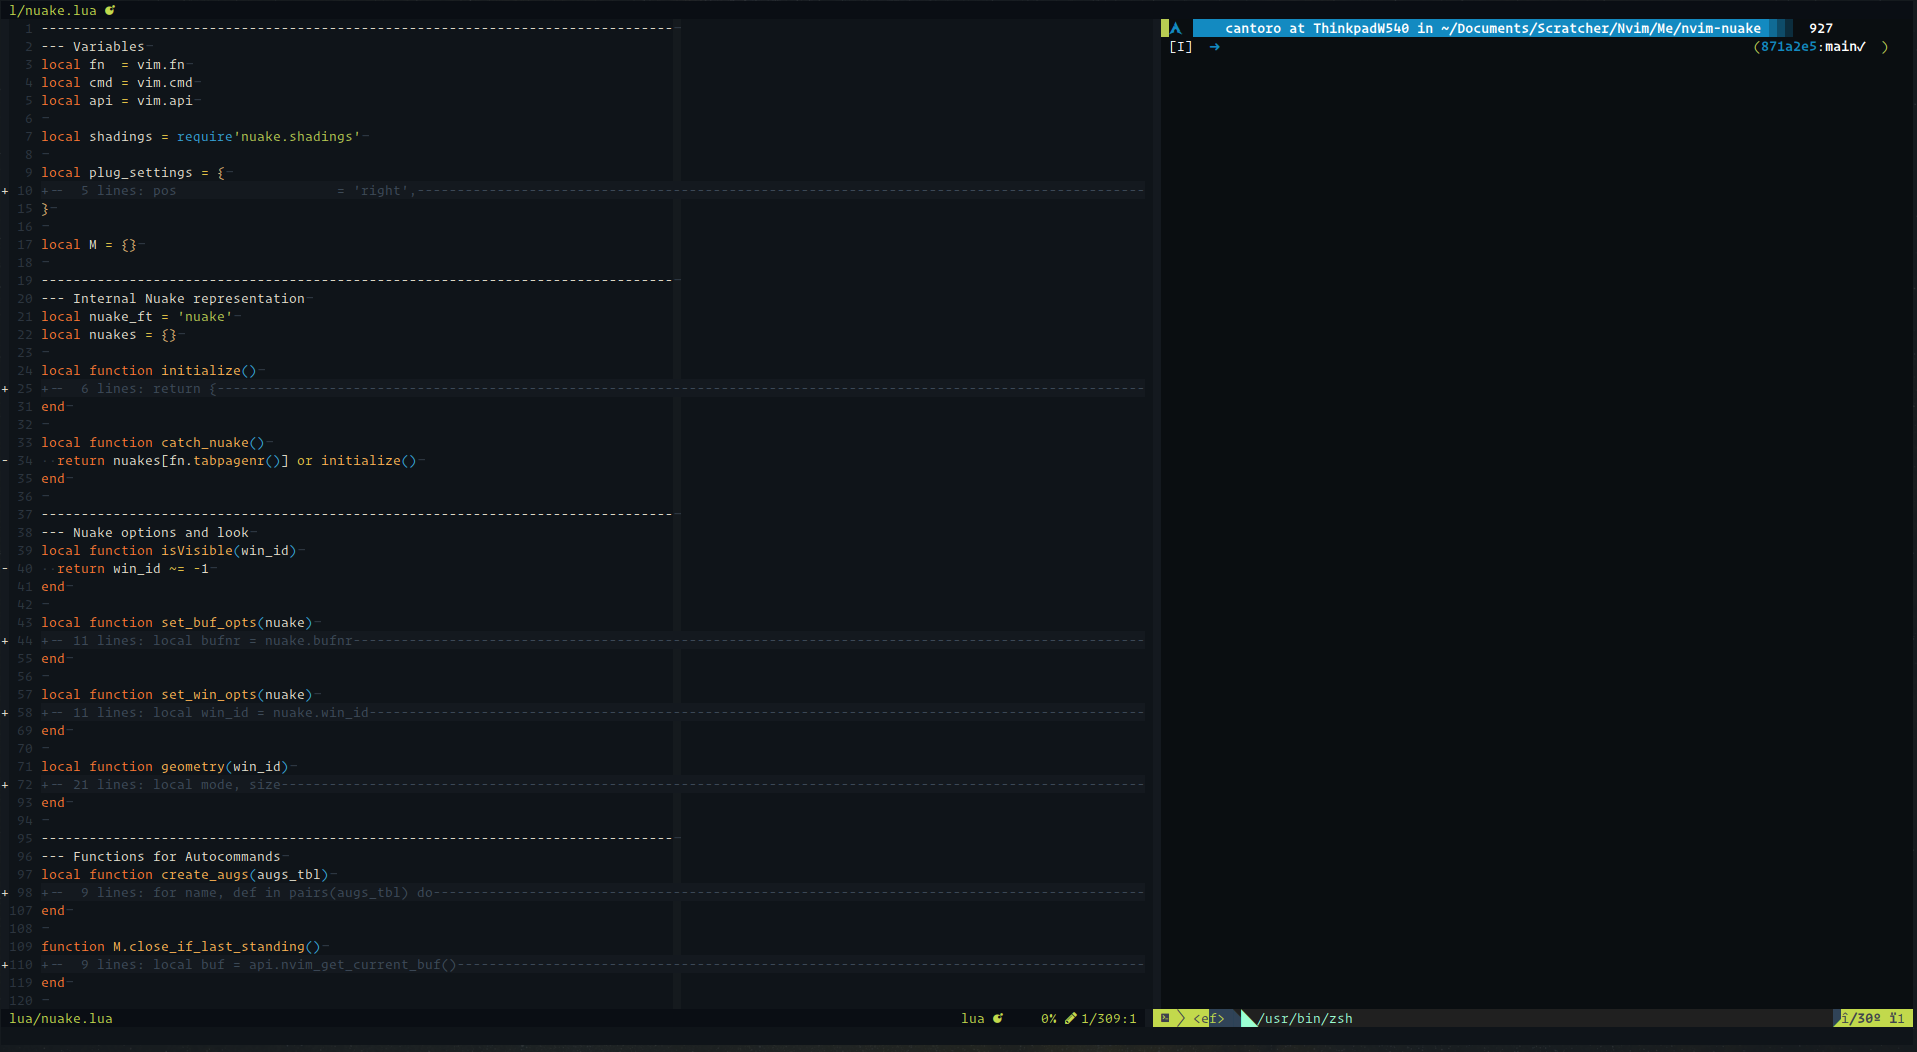 l/nuake.lua
1 -------------------------------------------------------------------------------
2 --- Variables
3 local fn  = vim.fn
4 local cmd = vim.cmd
5 local api = vim.api
6
7 local shadings = require'nuake.shadings'
8
9 local plug_settings = {
+ 10 +--  5 lines: pos                    = 'right',------------------------------------------------------------------------------------------
15 }
16
17 local M = {}
18
19 -------------------------------------------------------------------------------
20 --- Internal Nuake representation
21 local nuake_ft = 'nuake'
22 local nuakes = {}
23
24 local function initialize()
+ 25 +--  6 lines: return {--------------------------------------------------------------------------------------------------------------------
31 end
32
33 local function catch_nuake()
- 34 ··return nuakes[fn.tabpagenr()] or initialize()
35 end
36
37 -------------------------------------------------------------------------------
38 --- Nuake options and look
39 local function isVisible(win_id)
- 40 ··return win_id ~= -1
41 end
42
43 local function set_buf_opts(nuake)
+ 44 +-- 11 lines: local bufnr = nuake.bufnr---------------------------------------------------------------------------------------------------
55 end
56
57 local function set_win_opts(nuake)
+ 58 +-- 11 lines: local win_id = nuake.win_id-------------------------------------------------------------------------------------------------
69 end
70
71 local function geometry(win_id)
+ 72 +-- 21 lines: local mode, size------------------------------------------------------------------------------------------------------------
93 end
94
95 -------------------------------------------------------------------------------
96 --- Functions for Autocommands
97 local function create_augs(augs_tbl)
+ 98 +--  9 lines: for name, def in pairs(augs_tbl) do-----------------------------------------------------------------------------------------
107 end
108
109 function M.close_if_last_standing()
+110 +--  9 lines: local buf = api.nvim_get_current_buf()--------------------------------------------------------------------------------------
119 end
120
lua/nuake.lua lua 0% 1/309:1
cantoro at ThinkpadW540 in ~/Documents/Scratcher/Nvim/Me/nvim-nuake 927
[I] ➜ (871a2e5:main✓ )
<ef> /usr/bin/zsh /30º 1